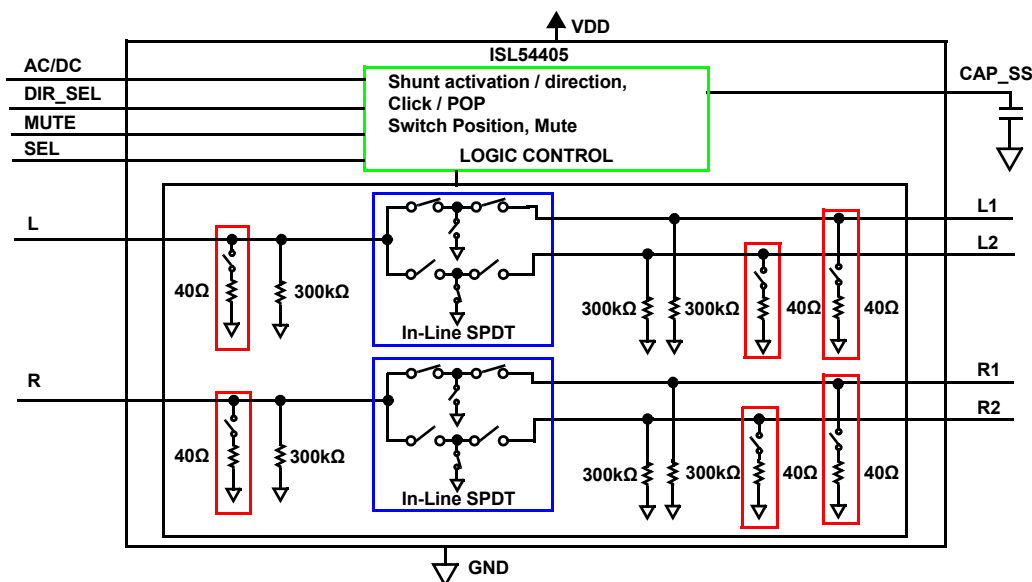 VDD
ISL54405
AC/DC
DIR_SEL
MUTE
SEL
Shunt activation / direction,
Click / POP
Switch Position, Mute
LOGIC CONTROL
CAP_SS
L
40Ω
300kΩ
In-Line SPDT
300kΩ
300kΩ
40Ω
40Ω
L1
L2
R
40Ω
300kΩ
In-Line SPDT
300kΩ
300kΩ
40Ω
40Ω
R1
R2
GND